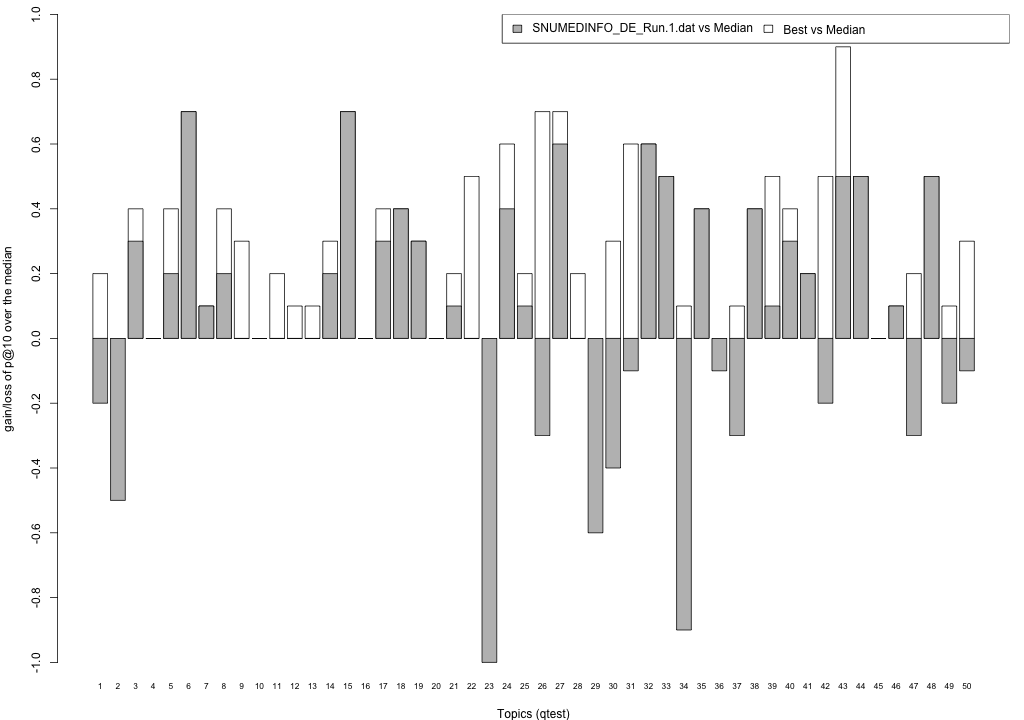 SNUMEDINFO_DE_Run.1.dat vs Median Best vs Median
gain/loss of p@10 over the median
1.0
0.8
0.6
0.4
0.2
0.0
-0.2
-0.4
-0.6
-0.8
-1.0
1 2 3 4 5 6 7 8 9 10 11 12 13 14 15 16 17 18 19 20 21 22 23 24 25 26 27 28 29 30 31 32 33 34 35 36 37 38 39 40 41 42 43 44 45 46 47 48 49 50
Topics (qtest)